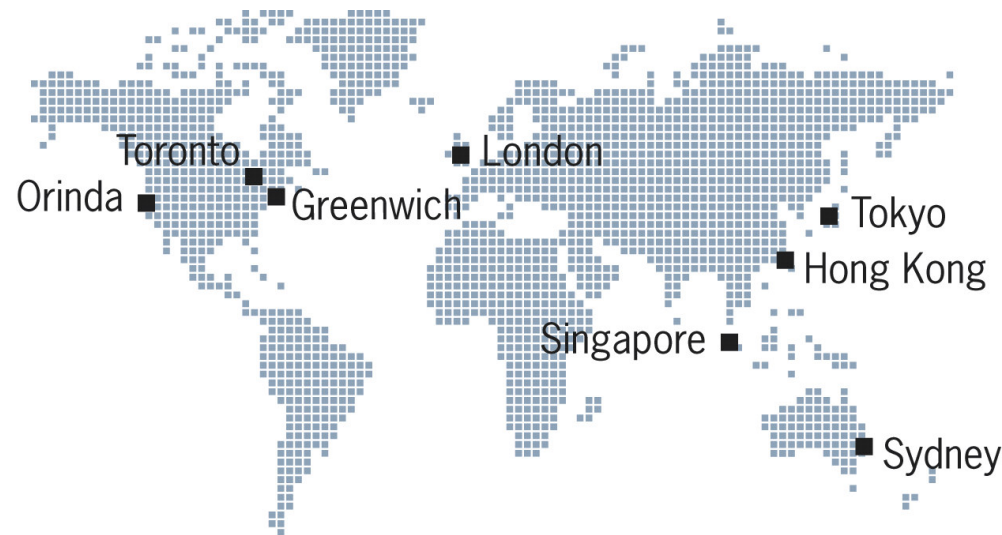 Toronto
London
Orinda
Greenwich
Tokyo
Hong Kong
Singapore
Sydney